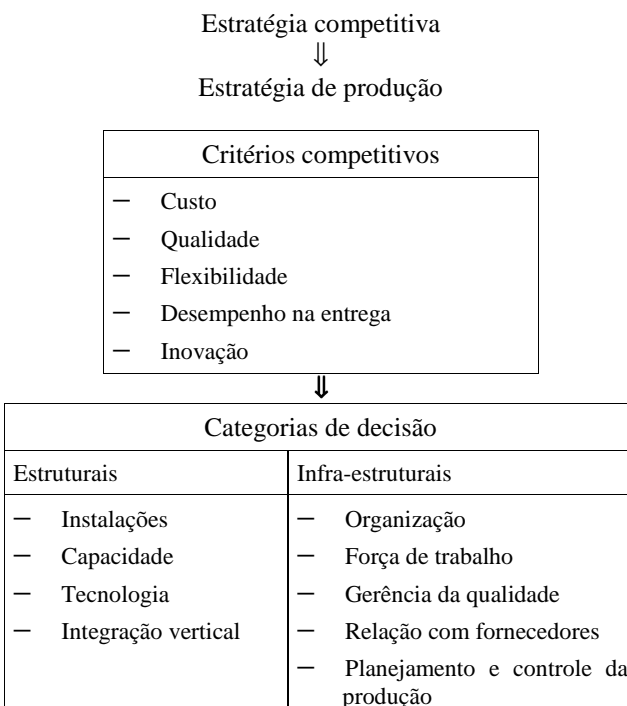 Estratégia competitiva
⇓
Estratégia de produção
Critérios competitivos
– Custo
– Qualidade
– Flexibilidade
– Desempenho na entrega
– Inovação
⇓
Categorias de decisão
Estruturais
– Instalações
– Capacidade
– Tecnologia
– Integração vertical
Infra-estruturais
– Organização
– Força de trabalho
– Gerência da qualidade
– Relação com fornecedores
– Planejamento e controle da
produção